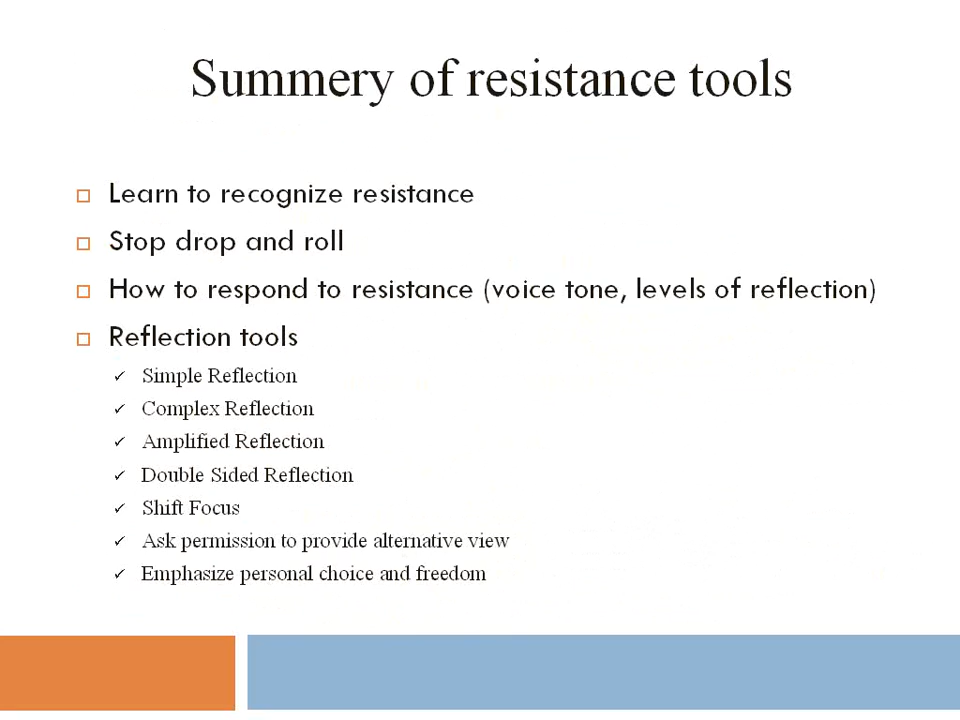 Summery of resistance tools
Learn to recognize resistance
Stop drop and roll
How to respond to resistance (voice tone, levels of reflection)
Reflection tools
✓ Simple Reflection
✓ Complex Reflection
✓ Amplified Reflection
✓ Double Sided Reflection
✓ Shift Focus
✓ Ask permission to provide alternative view
✓ Emphasize personal choice and freedom